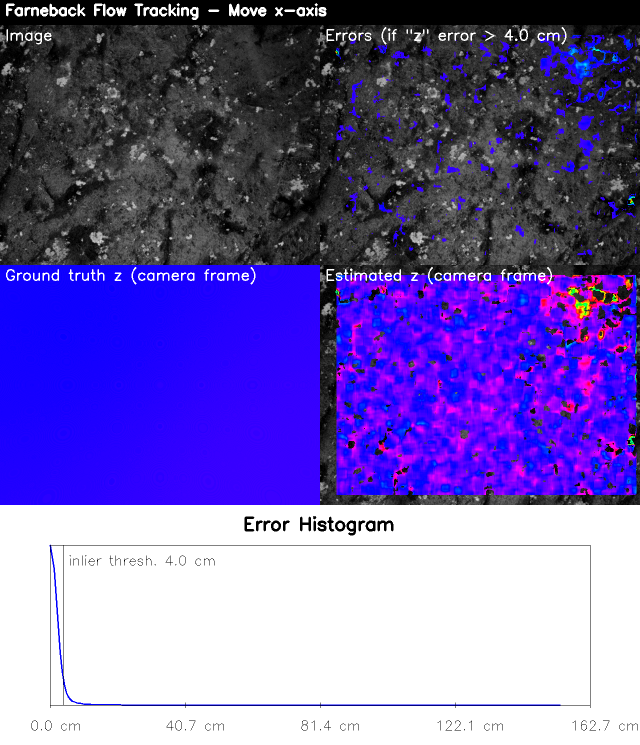 Farneback Flow Tracking - Move x-axis
Image
Errors (if "z" error > 4.0 cm)
Ground truth z (camera frame)
Estimated z (camera frame)
Error Histogram
inlier thresh. 4.0 cm
0.0 cm 40.7 cm 81.4 cm 122.1 cm 162.7 cm